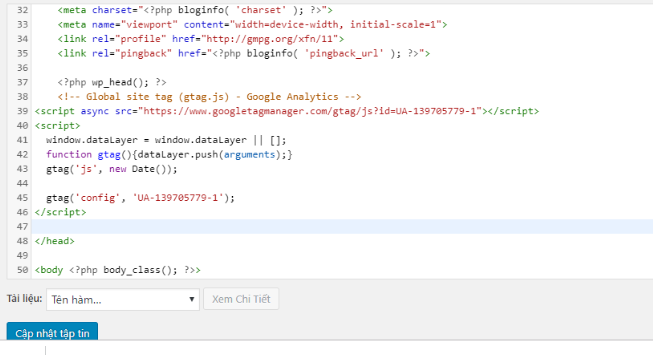 32 <meta charset="<?php bloginfo( 'charset' ); ?>">
33 <meta name="viewport" content="width=device-width, initial-scale=1">
34 <link rel="profile" href="http://gmpg.org/xfn/11">
35 <link rel="pingback" href="<?php bloginfo( 'pingback_url' ); ?>">
36
37 <?php wp_head(); ?>
38 <!-- Global site tag (gtag.js) - Google Analytics -->
39 <script async src="https://www.googletagmanager.com/gtag/js?id=UA-139705779-1"></script>
40 <script>
41 window.dataLayer = window.dataLayer || [];
42 function gtag(){dataLayer.push(arguments);}
43 gtag('js', new Date());
44
45 gtag('config', 'UA-139705779-1');
46 </script>
47
48 </head>
49
50 <body <?php body_class(); ?>>
Tài liệu: Tên hàm... Xem Chi Tiết
Cập nhật tập tin